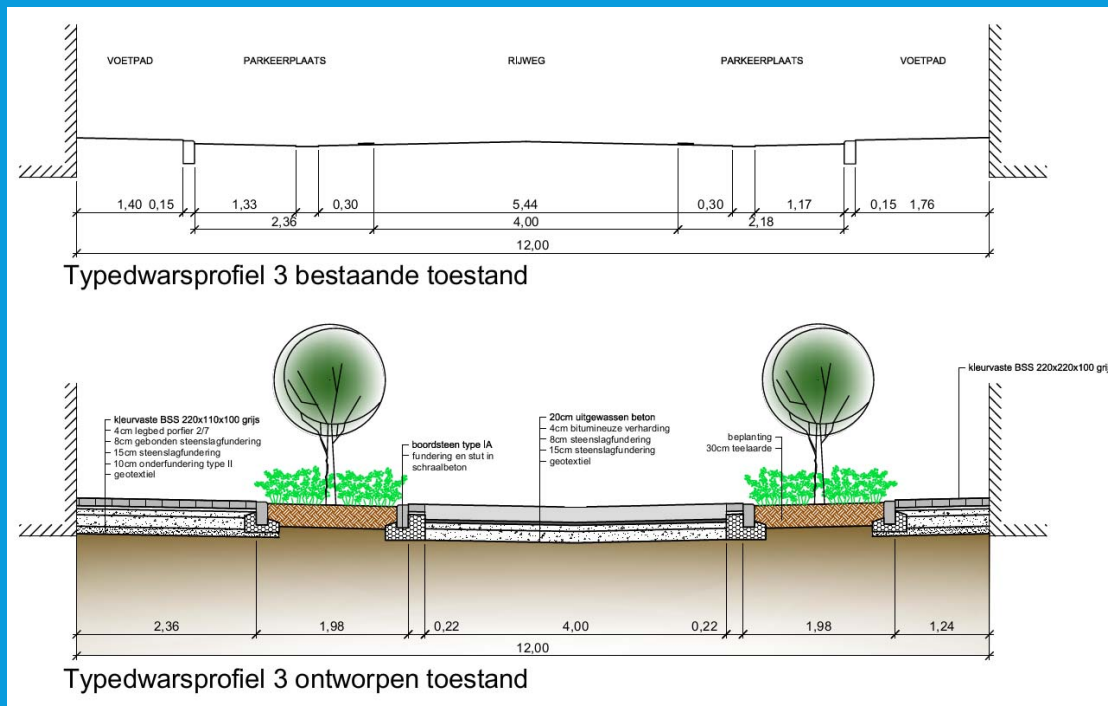 VOETPAD PARKEERPLAATS RIJWEG PARKEERPLAATS VOETPAD
1,40 0,15 1,33 0,30 5,44 0,30 1,17 0,15 1,76
2,36 4,00 2,18
12,00
Typedwarsprofiel 3 bestaande toestand
kleurvaste BSS 220x110x100 grijs
4cm legbed porfier 2/7
8cm gebonden steenslagfundering
15cm steenslagfundering
10cm onderfundering type II
geotextiel
boordsteen type IA
fundering en stut in
schraalbeton
20cm uitgewassen beton
4cm bitumineuze verharding
8cm steenslagfundering
15cm steenslagfundering
geotextiel
beplanting
30cm teelaarde
kleurvaste BSS 220x220x100 grij
2,36 1,98 0,22 4,00 0,22 1,98 1,24
12,00
Typedwarsprofiel 3 ontworpen toestand